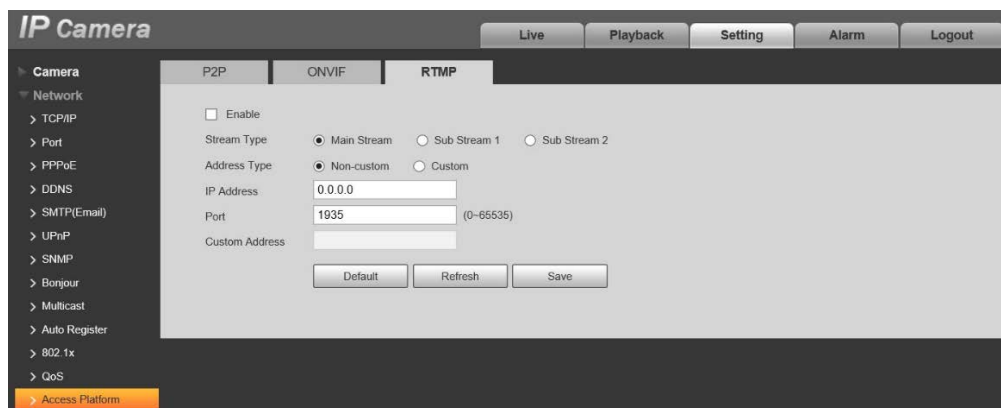 IP Camera
Live Playback Setting Alarm Logout
Camera
Network
TCP/IP
Port
PPPoE
DDNS
SMTP(Email)
UPnP
SNMP
Bonjour
Multicast
Auto Register
802.1x
QoS
Access Platform
P2P ONVIF RTMP
Enable
Stream Type Main Stream Sub Stream 1 Sub Stream 2
Address Type Non-custom Custom
IP Address 0.0.0.0
Port 1935 (0~65535)
Custom Address
Default Refresh Save